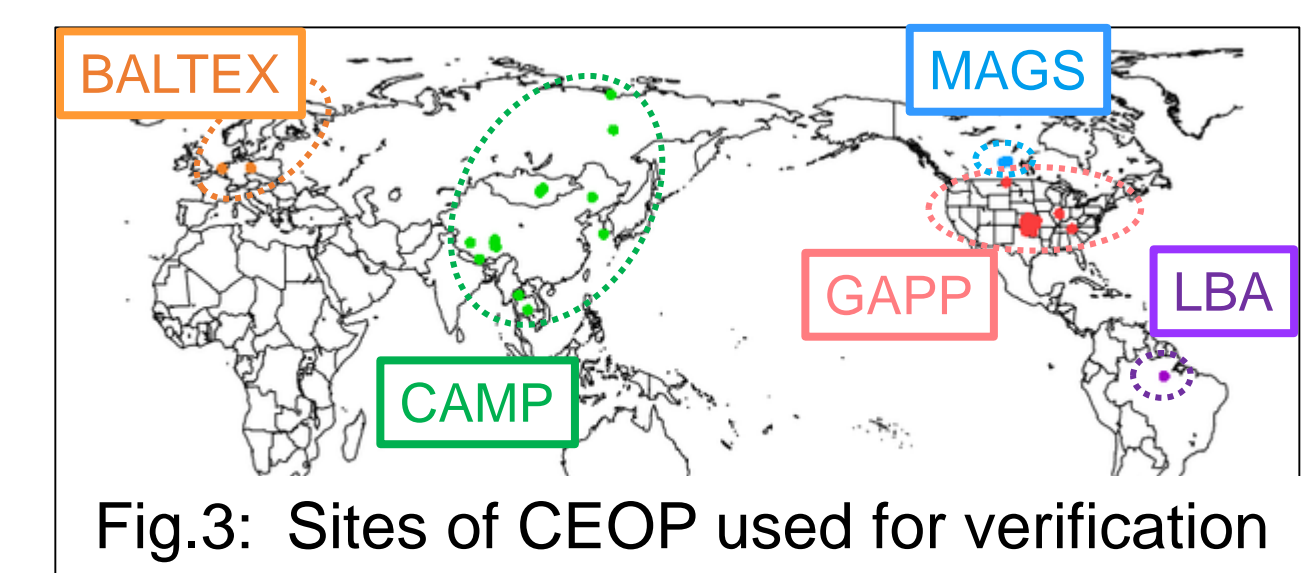 BALTEX
MAGS
GAPP
LBA
CAMP
Fig.3: Sites of CEOP used for verification